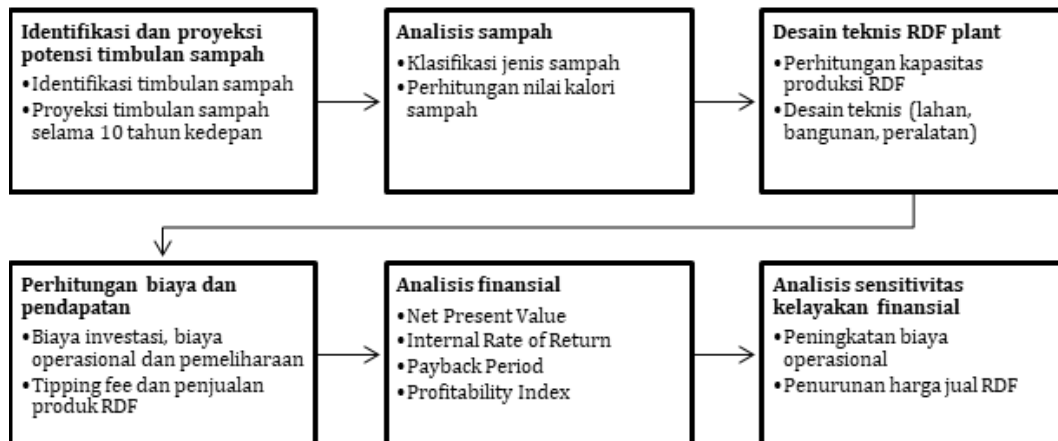 Identifikasi dan proyeksi
potensi timbulan sampah
•Identifikasi timbulan sampah
•Proyeksi timbulan sampah
selama 10 tahun kedepan
Analisis sampah
•Klasifikasi jenis sampah
•Perhitungan nilai kalori
sampah
Desain teknis RDF plant
•Perhitungan kapasitas
produksi RDF
•Desain teknis (lahan,
bangunan, peralatan)
Perhitungan biaya dan
pendapatan
•Biaya investasi, biaya
operasional dan pemeliharaan
•Tipping fee dan penjualan
produk RDF
Analisis finansial
•Net Present Value
•Internal Rate of Return
•Payback Period
•Profitability Index
Analisis sensitivitas
kelayakan finansial
•Peningkatan biaya
operasional
•Penurunan harga jual RDF